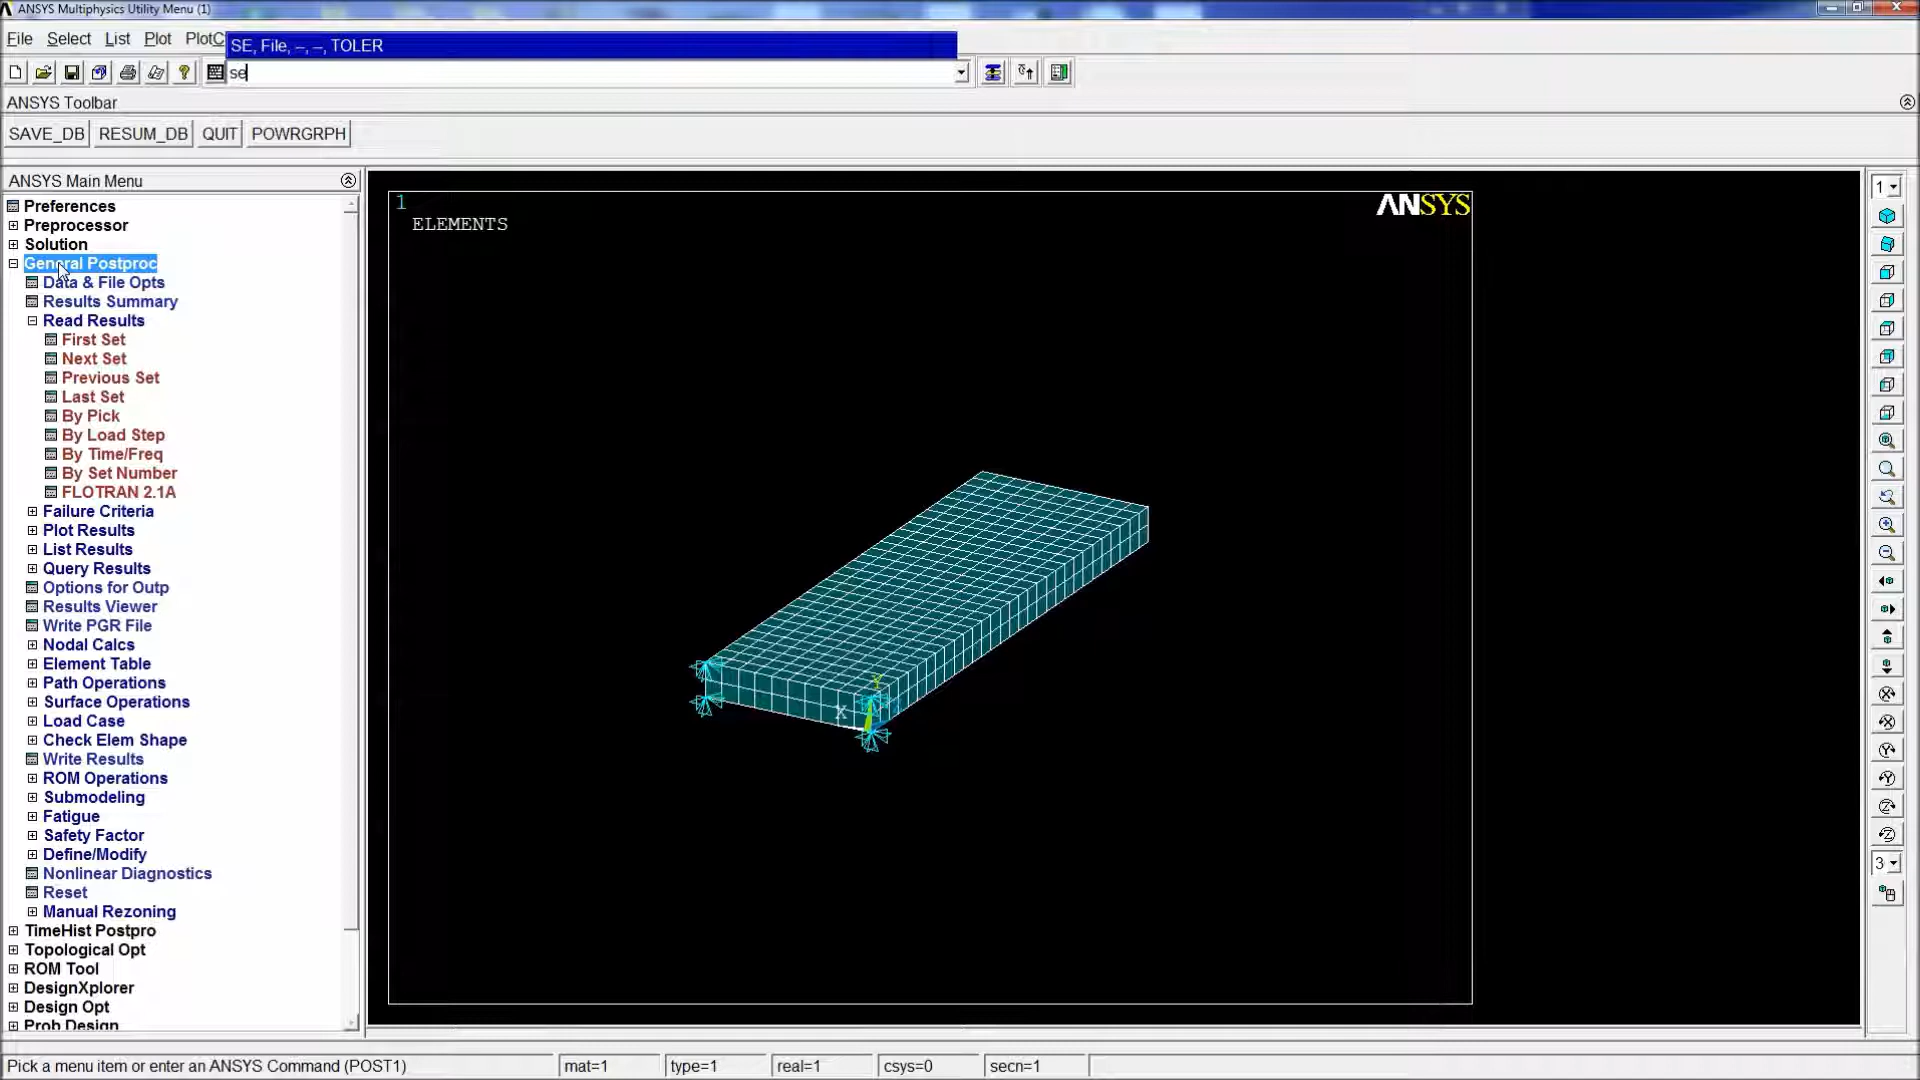 ANSYS Multiphysics Utility Menu (1)
File Select List Plot PlotC
SE, File, --, --, TOLER
se
ANSYS Toolbar
SAVE_DB RESUM_DB QUIT POWRGRPH
ANSYS Main Menu
Preferences
Preprocessor
Solution
General Postproc
Data & File Opts
Results Summary
Read Results
First Set
Next Set
Previous Set
Last Set
By Pick
By Load Step
By Time/Freq
By Set Number
FLOTRAN 2.1A
Failure Criteria
Plot Results
List Results
Query Results
Options for Outp
Results Viewer
Write PGR File
Nodal Calcs
Element Table
Path Operations
Surface Operations
Load Case
Check Elem Shape
Write Results
ROM Operations
Submodeling
Fatigue
Safety Factor
Define/Modify
Nonlinear Diagnostics
Reset
Manual Rezoning
TimeHist Postpro
Topological Opt
ROM Tool
DesignXplorer
Design Opt
Prob Design
1
ELEMENTS
ANSYS
Y
X
1
3
Pick a menu item or enter an ANSYS Command (POST1) mat=1 type=1 real=1 csys=0 secn=1